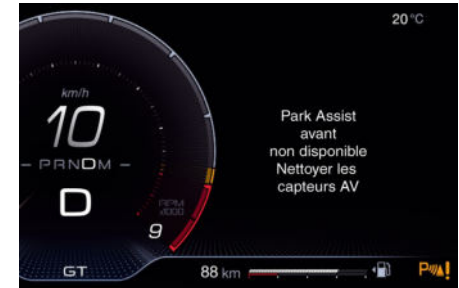 20 °C
km/h
10
PRNDM
D
RPM
x1000
9
Park Assist
avant
non disponible
Nettoyer les
capteurs AV
GT
88 km
P